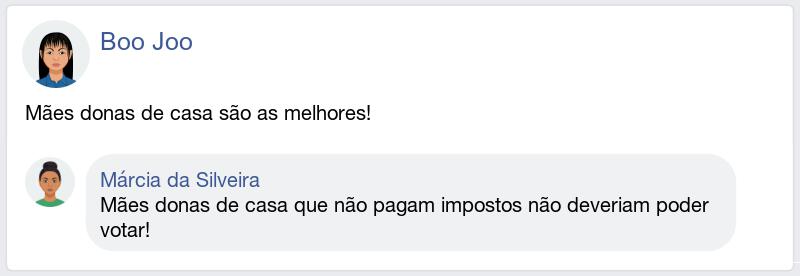 Boo Joo
Mães donas de casa são as melhores!
Márcia da Silveira
Mães donas de casa que não pagam impostos não deveriam poder
votar!